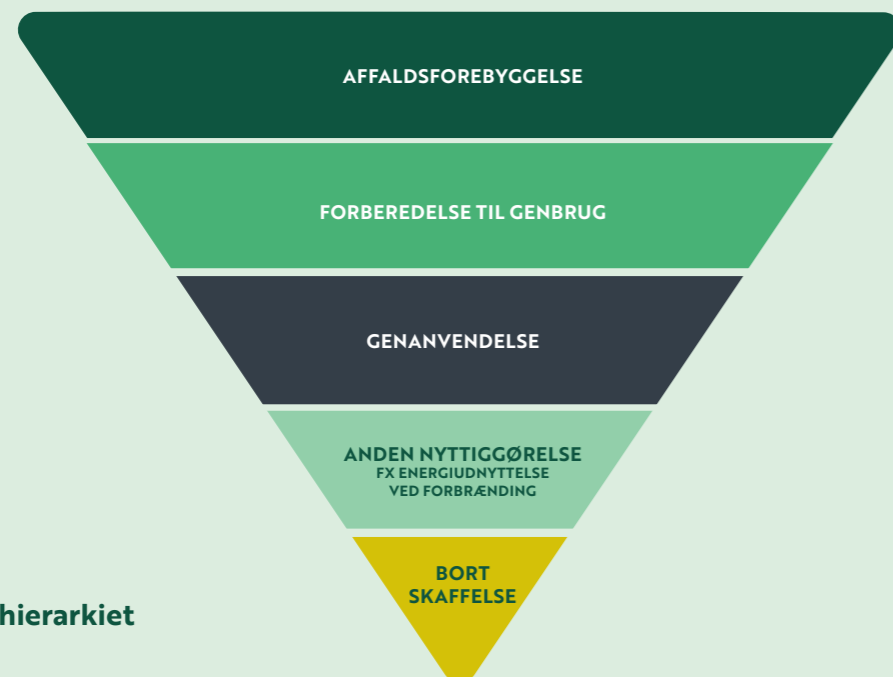 AFFALDSFOREBYGGELSE
FORBEREDELSE TIL GENBRUG
GENANVENDELSE
ANDEN NYTTIGGØRELSE
FX ENERGIUDNYTTELSE
VED FORBRÆNDING
BORT
SKAFFELSE
hierarkiet